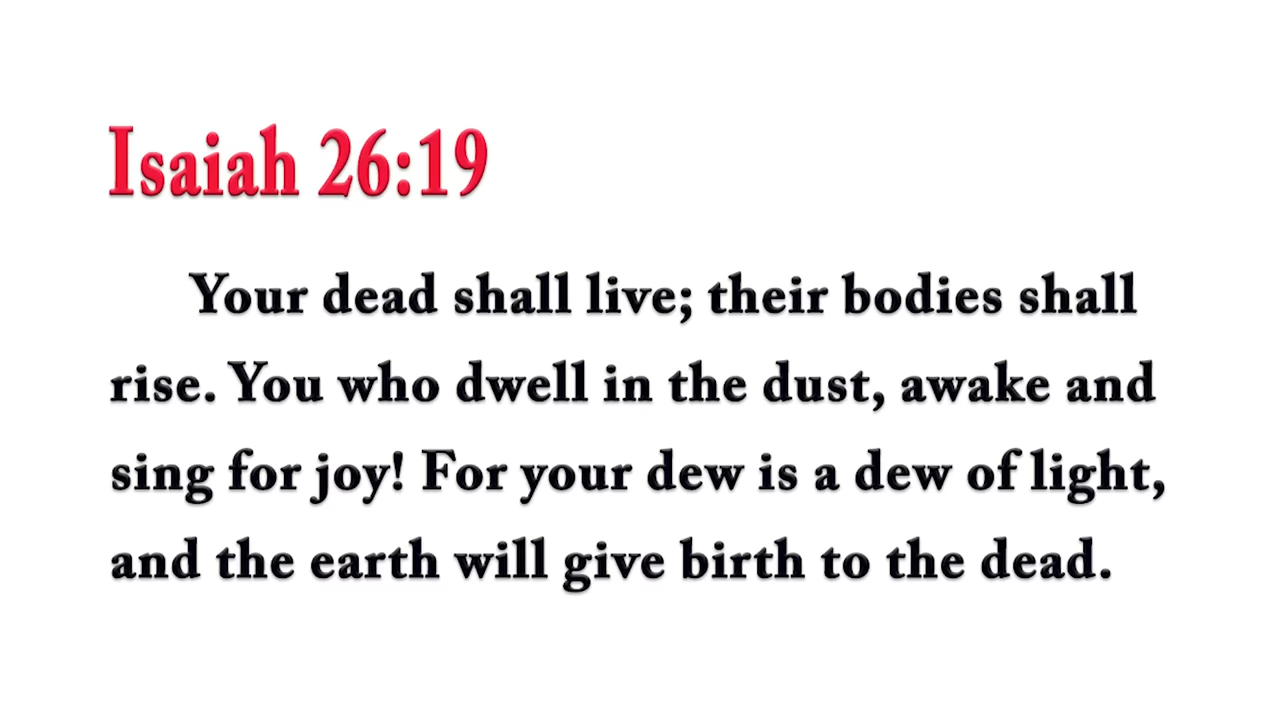 Isaiah 26:19
Your dead shall live; their bodies shall
rise. You who dwell in the dust, awake and
sing for joy! For your dew is a dew of light,
and the earth will give birth to the dead.